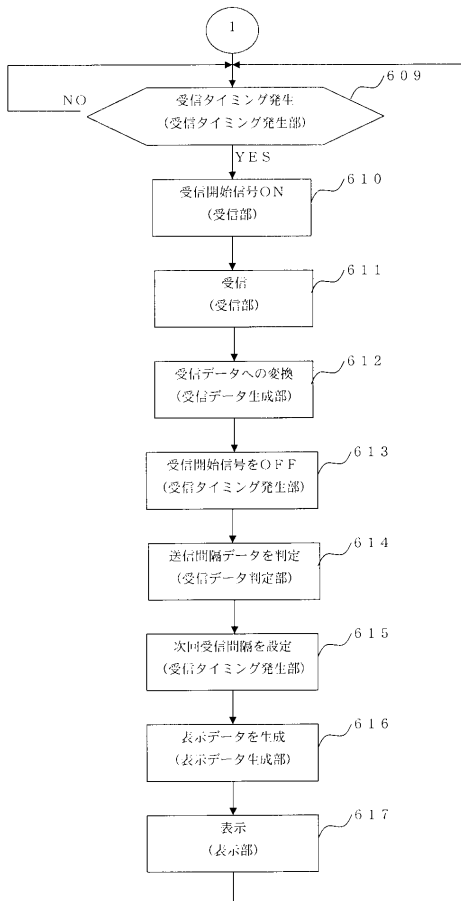 1
609
NO
受信タイミング発生
(受信タイミング発生部)
YES
610
受信開始信号ON
(受信部)
611
受信
(受信部)
612
受信データへの変換
(受信データ生成部)
613
受信開始信号をOFF
(受信タイミング発生部)
614
送信間隔データを判定
(受信データ判定部)
615
次回受信間隔を設定
(受信タイミング発生部)
616
表示データを生成
(表示データ生成部)
617
表示
(表示部)